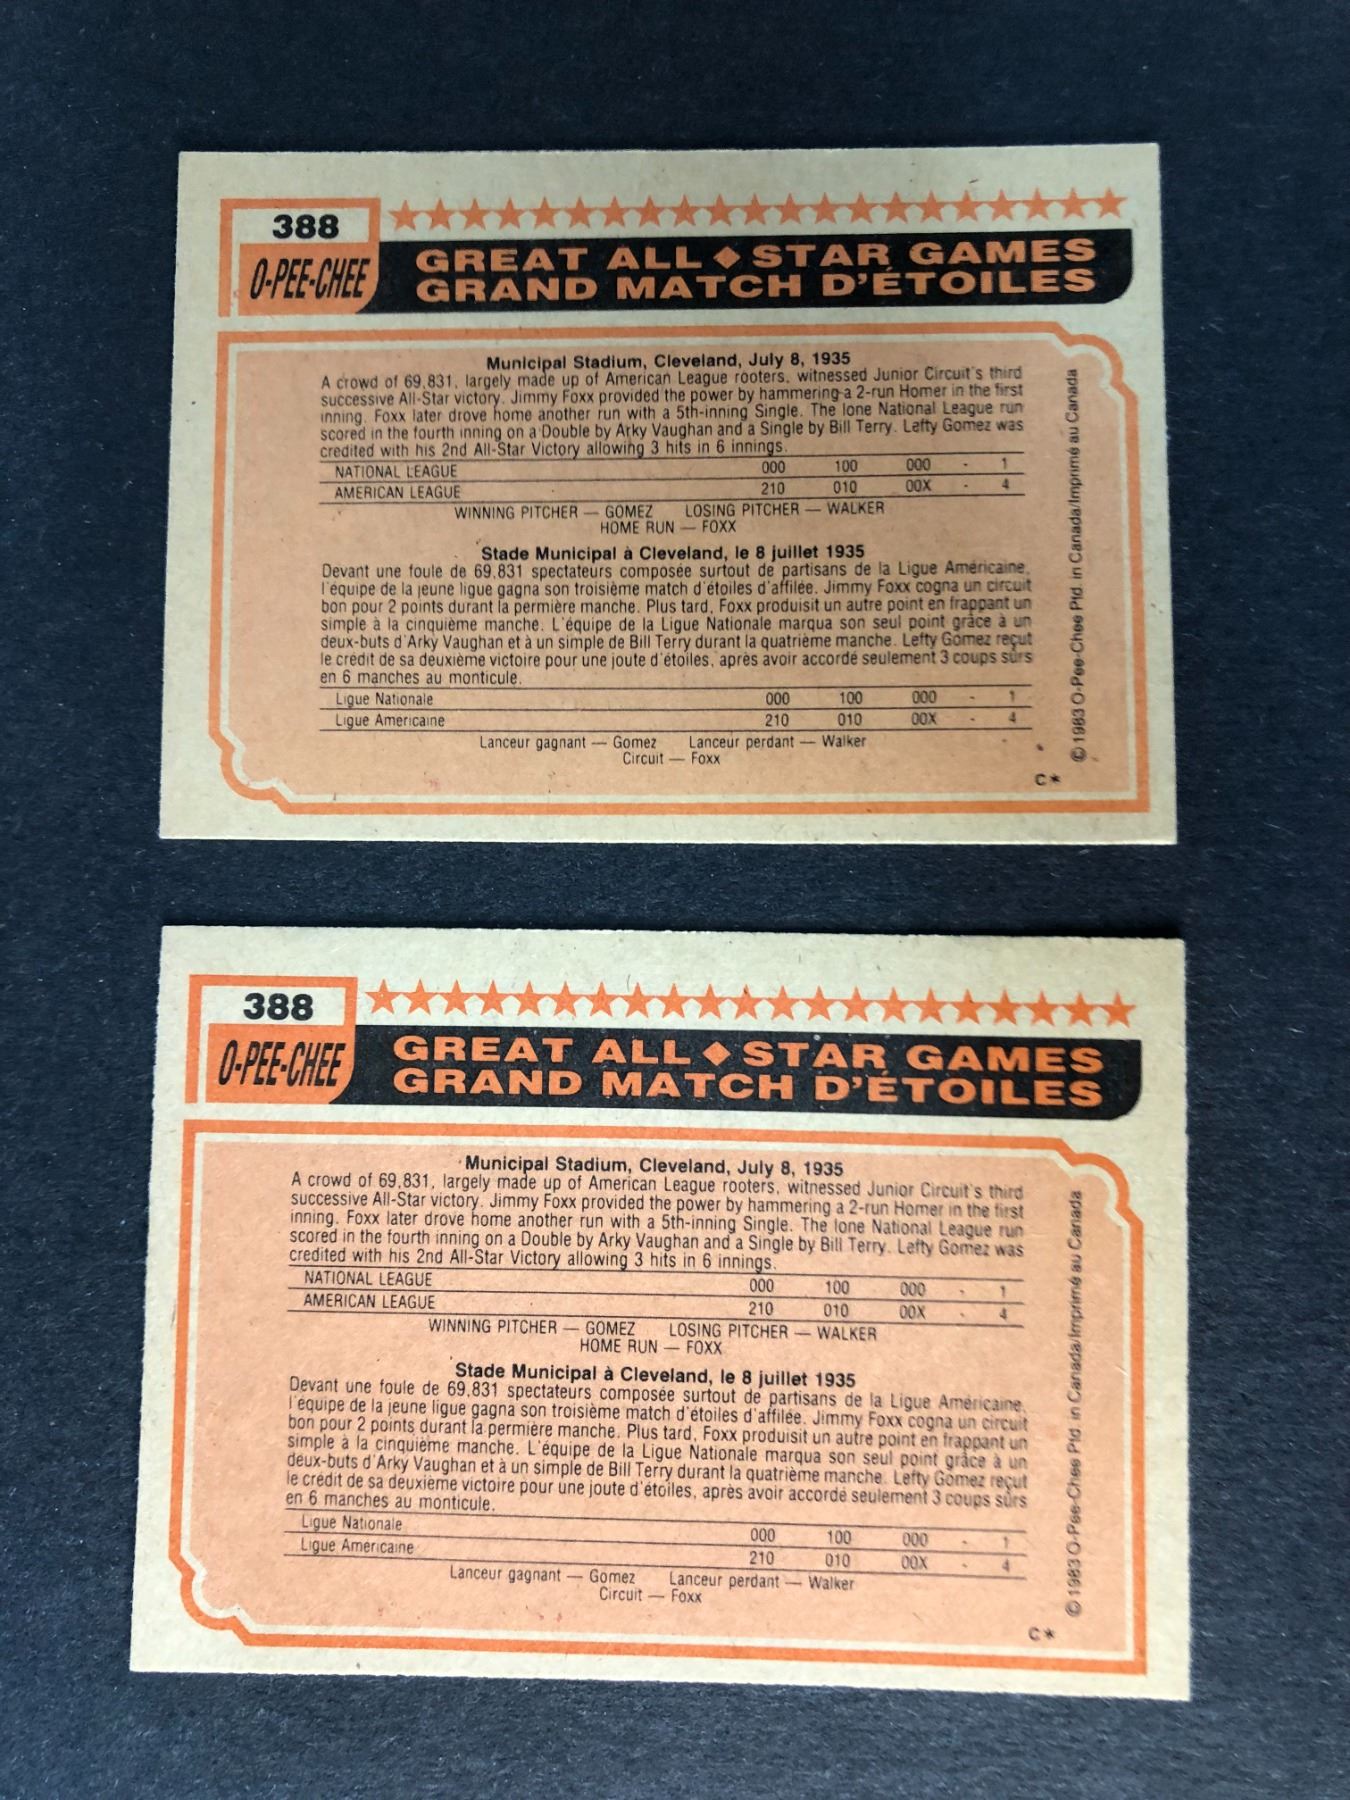 388
O-PEE-CHEE
GREAT ALL ◆ STAR GAMES
GRAND MATCH D'ÉTOILES
Municipal Stadium, Cleveland, July 8, 1935
A crowd of 69,831, largely made up of American League rooters, witnessed Junior Circuit's third
successive All-Star victory. Jimmy Foxx provided the power by hammering a 2-run Homer in the first
inning. Foxx later drove home another run with a 5th-inning Single. The lone National League run
scored in the fourth inning on a Double by Arky Vaughan and a Single by Bill Terry. Lefty Gomez was
credited with his 2nd All-Star Victory allowing 3 hits in 6 innings.
NATIONAL LEAGUE 000 100 000 - 1
AMERICAN LEAGUE 210 010 00X - 4
WINNING PITCHER — GOMEZ LOSING PITCHER — WALKER
HOME RUN — FOXX
Stade Municipal à Cleveland, le 8 juillet 1935
Devant une foule de 69,831 spectateurs composée surtout de partisans de la Ligue Américaine,
l'équipe de la jeune ligue gagna son troisième match d'étoiles d'affilée. Jimmy Foxx cogna un circuit
bon pour 2 points durant la permière manche. Plus tard, Foxx produisit un autre point en frappant un
simple à la cinquième manche. L'équipe de la Ligue Nationale marqua son seul point grâce à un
deux-buts d'Arky Vaughan et à un simple de Bill Terry durant la quatrième manche. Lefty Gomez reçut
le crédit de sa deuxième victoire pour une joute d'étoiles, après avoir accordé seulement 3 coups sûrs
en 6 manches au monticule.
Ligue Nationale 000 100 000 - 1
Ligue Americaine 210 010 00X - 4
Lanceur gagnant — Gomez Lanceur perdant — Walker
Circuit — Foxx
C*
© 1983 O-Pee-Chee Ptd. in Canada/Imprimé au Canada
388
O-PEE-CHEE
GREAT ALL ◆ STAR GAMES
GRAND MATCH D'ÉTOILES
Municipal Stadium, Cleveland, July 8, 1935
A crowd of 69,831, largely made up of American League rooters, witnessed Junior Circuit's third
successive All-Star victory. Jimmy Foxx provided the power by hammering a 2-run Homer in the first
inning. Foxx later drove home another run with a 5th-inning Single. The lone National League run
scored in the fourth inning on a Double by Arky Vaughan and a Single by Bill Terry. Lefty Gomez was
credited with his 2nd All-Star Victory allowing 3 hits in 6 innings.
NATIONAL LEAGUE 000 100 000 - 1
AMERICAN LEAGUE 210 010 00X - 4
WINNING PITCHER — GOMEZ LOSING PITCHER — WALKER
HOME RUN — FOXX
Stade Municipal à Cleveland, le 8 juillet 1935
Devant une foule de 69,831 spectateurs composée surtout de partisans de la Ligue Américaine,
l'équipe de la jeune ligue gagna son troisième match d'étoiles d'affilée. Jimmy Foxx cogna un circuit
bon pour 2 points durant la permière manche. Plus tard, Foxx produisit un autre point en frappant un
simple à la cinquième manche. L'équipe de la Ligue Nationale marqua son seul point grâce à un
deux-buts d'Arky Vaughan et à un simple de Bill Terry durant la quatrième manche. Lefty Gomez reçut
le crédit de sa deuxième victoire pour une joute d'étoiles, après avoir accordé seulement 3 coups sûrs
en 6 manches au monticule.
Ligue Nationale 000 100 000 - 1
Ligue Americaine 210 010 00X - 4
Lanceur gagnant — Gomez Lanceur perdant — Walker
Circuit — Foxx
C*
© 1983 O-Pee-Chee Ptd. in Canada/Imprimé au Canada